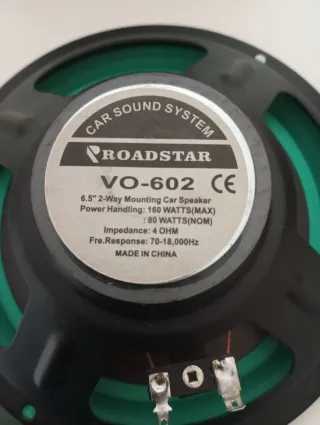 CAR SOUND SYSTEM
ROADSTAR
VO-602 CE
6.5" 2-Way Mounting Car Speaker
Power Handling: 160 WATTS(MAX)
: 80 WATTS(NOM)
Impedance: 4 OHM
Fre.Response: 70-18,000Hz
MADE IN CHINA